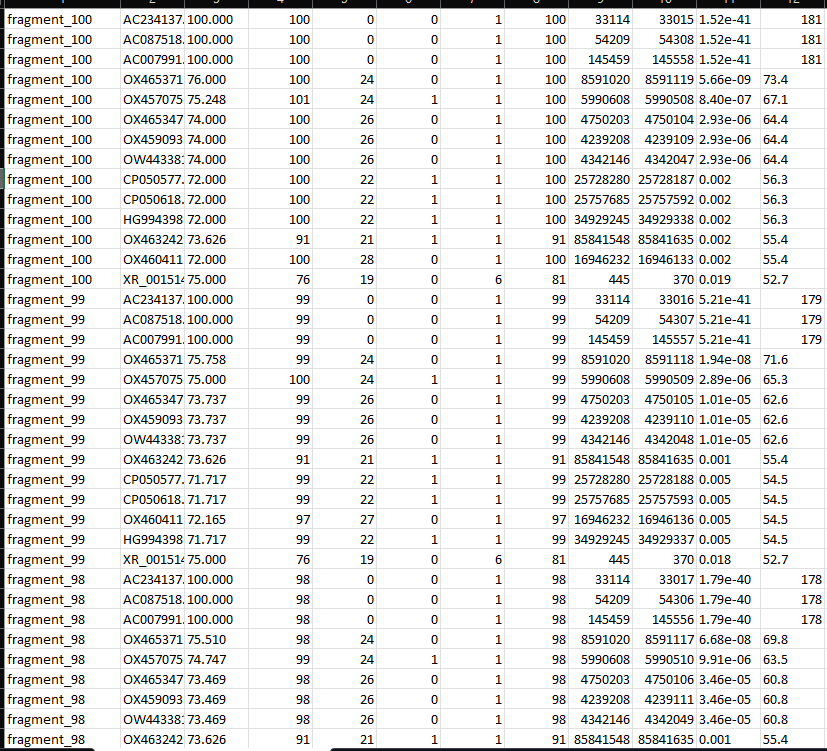 fragment_100 AC234137. 100.000 100 0 0 1 100 33114 33015 1.52e-41 181
fragment_100 AC087518. 100.000 100 0 0 1 100 54209 54308 1.52e-41 181
fragment_100 AC007991. 100.000 100 0 0 1 100 145459 145558 1.52e-41 181
fragment_100 OX465371 76.000 100 24 0 1 100 8591020 8591119 5.66e-09 73.4
fragment_100 OX457075 75.248 101 24 1 1 100 5990608 5990508 8.40e-07 67.1
fragment_100 OX465347 74.000 100 26 0 1 100 4750203 4750104 2.93e-06 64.4
fragment_100 OX459093 74.000 100 26 0 1 100 4239208 4239109 2.93e-06 64.4
fragment_100 OW44338: 74.000 100 26 0 1 100 4342146 4342047 2.93e-06 64.4
fragment_100 CP050577. 72.000 100 22 1 1 100 25728280 25728187 0.002 56.3
fragment_100 CP050618. 72.000 100 22 1 1 100 25757685 25757592 0.002 56.3
fragment_100 HG994398 72.000 100 22 1 1 100 34929245 34929338 0.002 56.3
fragment_100 OX463242 73.626 91 21 1 1 91 85841548 85841635 0.002 55.4
fragment_100 OX460411 72.000 100 28 0 1 100 16946232 16946133 0.002 55.4
fragment_100 XR_001514 75.000 76 19 0 6 81 445 370 0.019 52.7
fragment_99 AC234137. 100.000 99 0 0 1 99 33114 33016 5.21e-41 179
fragment_99 AC087518. 100.000 99 0 0 1 99 54209 54307 5.21e-41 179
fragment_99 AC007991. 100.000 99 0 0 1 99 145459 145557 5.21e-41 179
fragment_99 OX465371 75.758 99 24 0 1 99 8591020 8591118 1.94e-08 71.6
fragment_99 OX457075 75.000 100 24 1 1 99 5990608 5990509 2.89e-06 65.3
fragment_99 OX465347 73.737 99 26 0 1 99 4750203 4750105 1.01e-05 62.6
fragment_99 OX459093 73.737 99 26 0 1 99 4239208 4239110 1.01e-05 62.6
fragment_99 OW44338: 73.737 99 26 0 1 99 4342146 4342048 1.01e-05 62.6
fragment_99 OX463242 73.626 91 21 1 1 91 85841548 85841635 0.001 55.4
fragment_99 CP050577. 71.717 99 22 1 1 99 25728280 25728188 0.005 54.5
fragment_99 CP050618. 71.717 99 22 1 1 99 25757685 25757593 0.005 54.5
fragment_99 OX460411 72.165 97 27 0 1 97 16946232 16946136 0.005 54.5
fragment_99 HG994398 71.717 99 22 1 1 99 34929245 34929337 0.005 54.5
fragment_99 XR_001514 75.000 76 19 0 6 81 445 370 0.018 52.7
fragment_98 AC234137. 100.000 98 0 0 1 98 33114 33017 1.79e-40 178
fragment_98 AC087518. 100.000 98 0 0 1 98 54209 54306 1.79e-40 178
fragment_98 AC007991. 100.000 98 0 0 1 98 145459 145556 1.79e-40 178
fragment_98 OX465371 75.510 98 24 0 1 98 8591020 8591117 6.68e-08 69.8
fragment_98 OX457075 74.747 99 24 1 1 98 5990608 5990510 9.91e-06 63.5
fragment_98 OX465347 73.469 98 26 0 1 98 4750203 4750106 3.46e-05 60.8
fragment_98 OX459093 73.469 98 26 0 1 98 4239208 4239111 3.46e-05 60.8
fragment_98 OW44338: 73.469 98 26 0 1 98 4342146 4342049 3.46e-05 60.8
fragment_98 OX463242 73.626 91 21 1 1 91 85841548 85841635 0.001 55.4